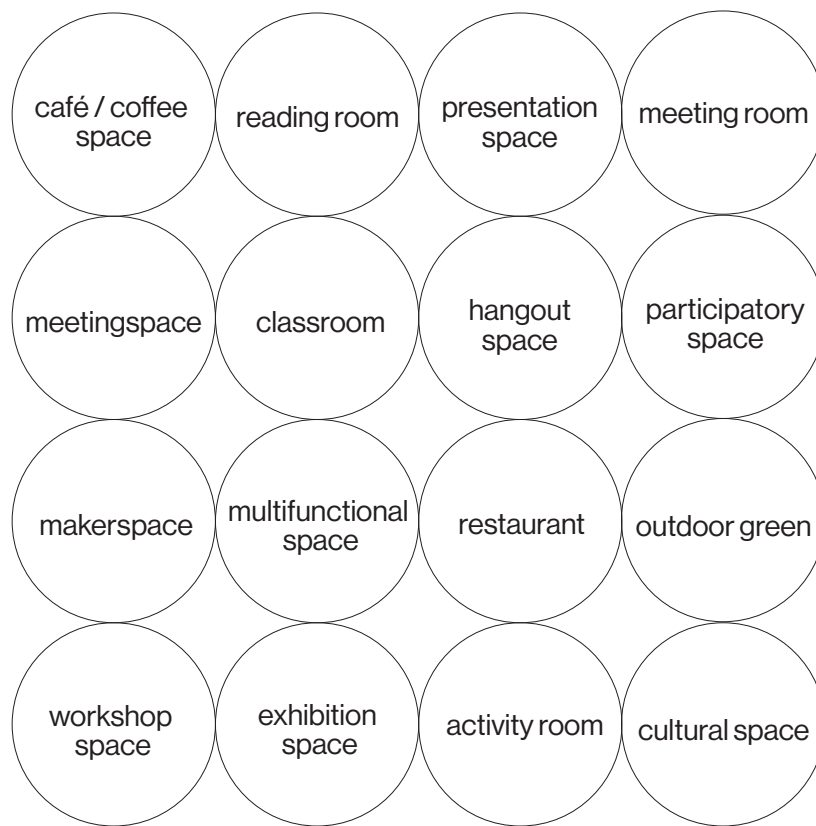 café / coffee
space
reading room
presentation
space
meeting room
meetingspace
classroom
hangout
space
participatory
space
makerspace
multifunctional
space
restaurant
outdoor green
workshop
space
exhibition
space
activity room
cultural space